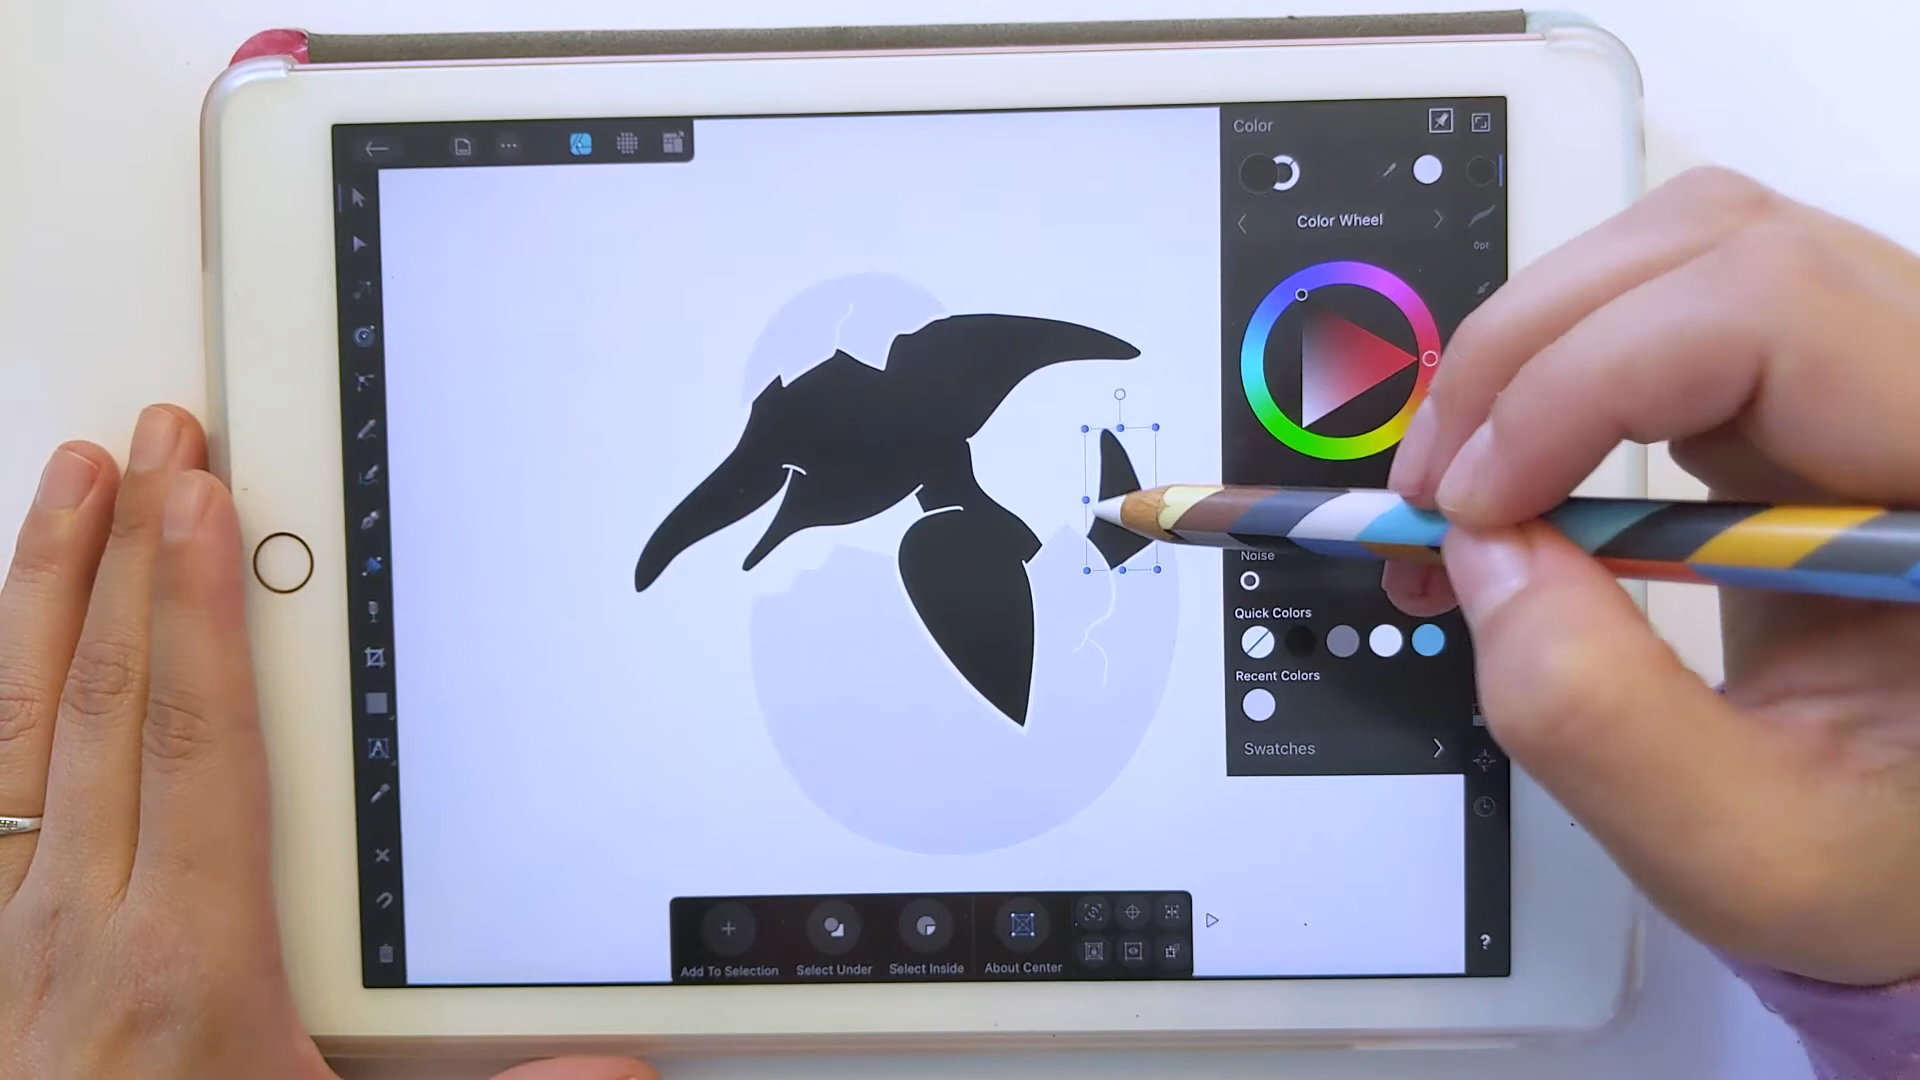 Color
Color Wheel
0pt
Noise
Quick Colors
Recent Colors
Swatches
A
Add To Selection
Select Under
Select Inside
About Center
?